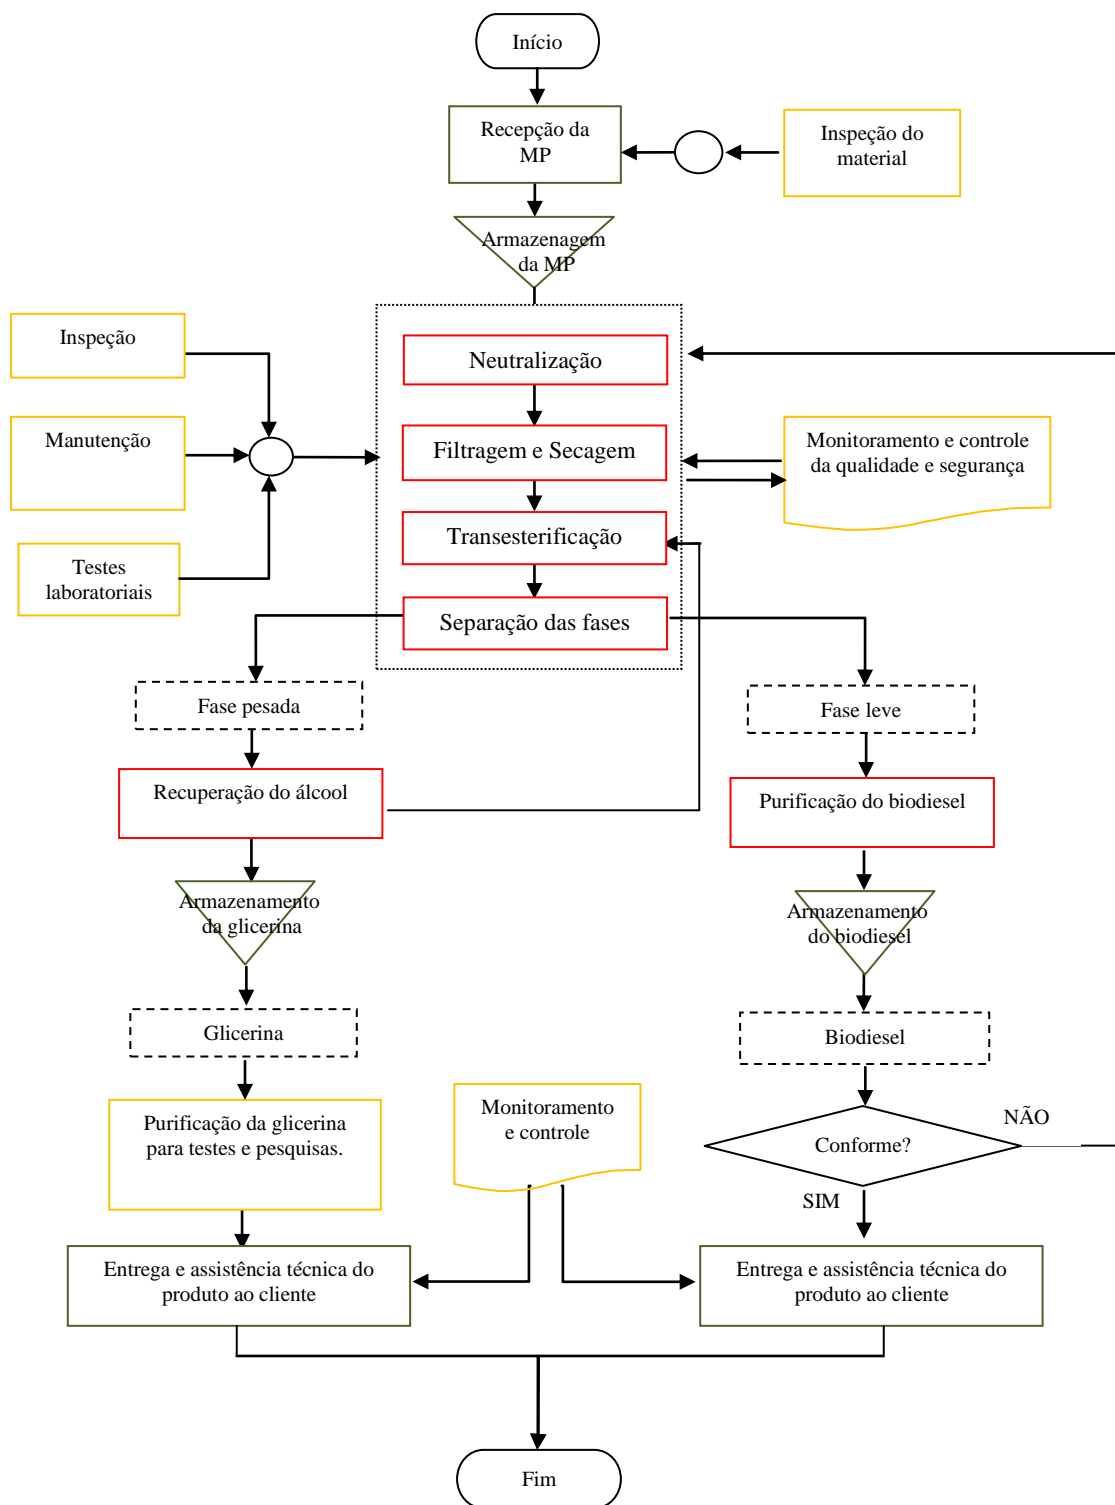 Início
Recepção da
MP
Inspeção do
material
Armazenagem
da MP
Inspeção
Neutralização
Manutenção
Filtragem e Secagem
Monitoramento e controle
da qualidade e segurança
Transesterificação
Testes
laboratoriais
Separação das fases
Fase pesada
Fase leve
Recuperação do álcool
Purificação do biodiesel
Armazenamento
da glicerina
Armazenamento
do biodiesel
Glicerina
Biodiesel
Purificação da glicerina
para testes e pesquisas.
Monitoramento
e controle
Conforme?
NÃO
SIM
Entrega e assistência técnica do
produto ao cliente
Entrega e assistência técnica do
produto ao cliente
Fim